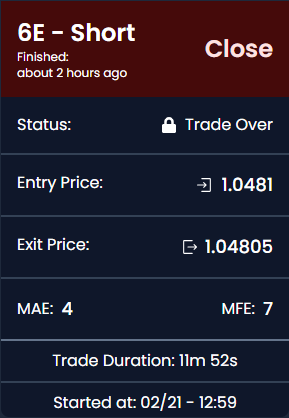 6E - Short
Finished:
about 2 hours ago
Close
Status: Trade Over
Entry Price: 1.0481
Exit Price: 1.04805
MAE: 4 MFE: 7
Trade Duration: 11m 52s
Started at: 02/21 - 12:59